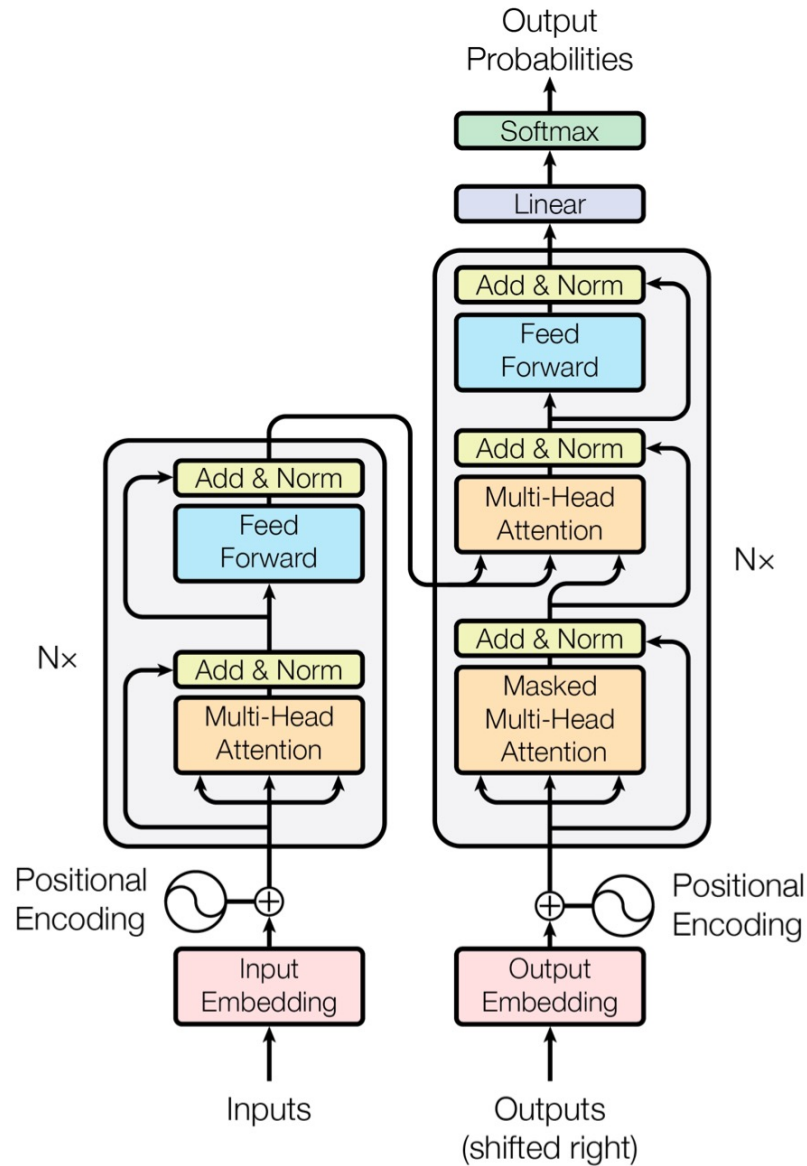 Output
Probabilities
Softmax
Linear
Add & Norm
Feed
Forward
Add & Norm
Multi-Head
Attention
Add & Norm
Masked
Multi-Head
Attention
N×
Add & Norm
Feed
Forward
Add & Norm
Multi-Head
Attention
N×
Positional
Encoding
Positional
Encoding
Input
Embedding
Output
Embedding
Inputs
Outputs
(shifted right)